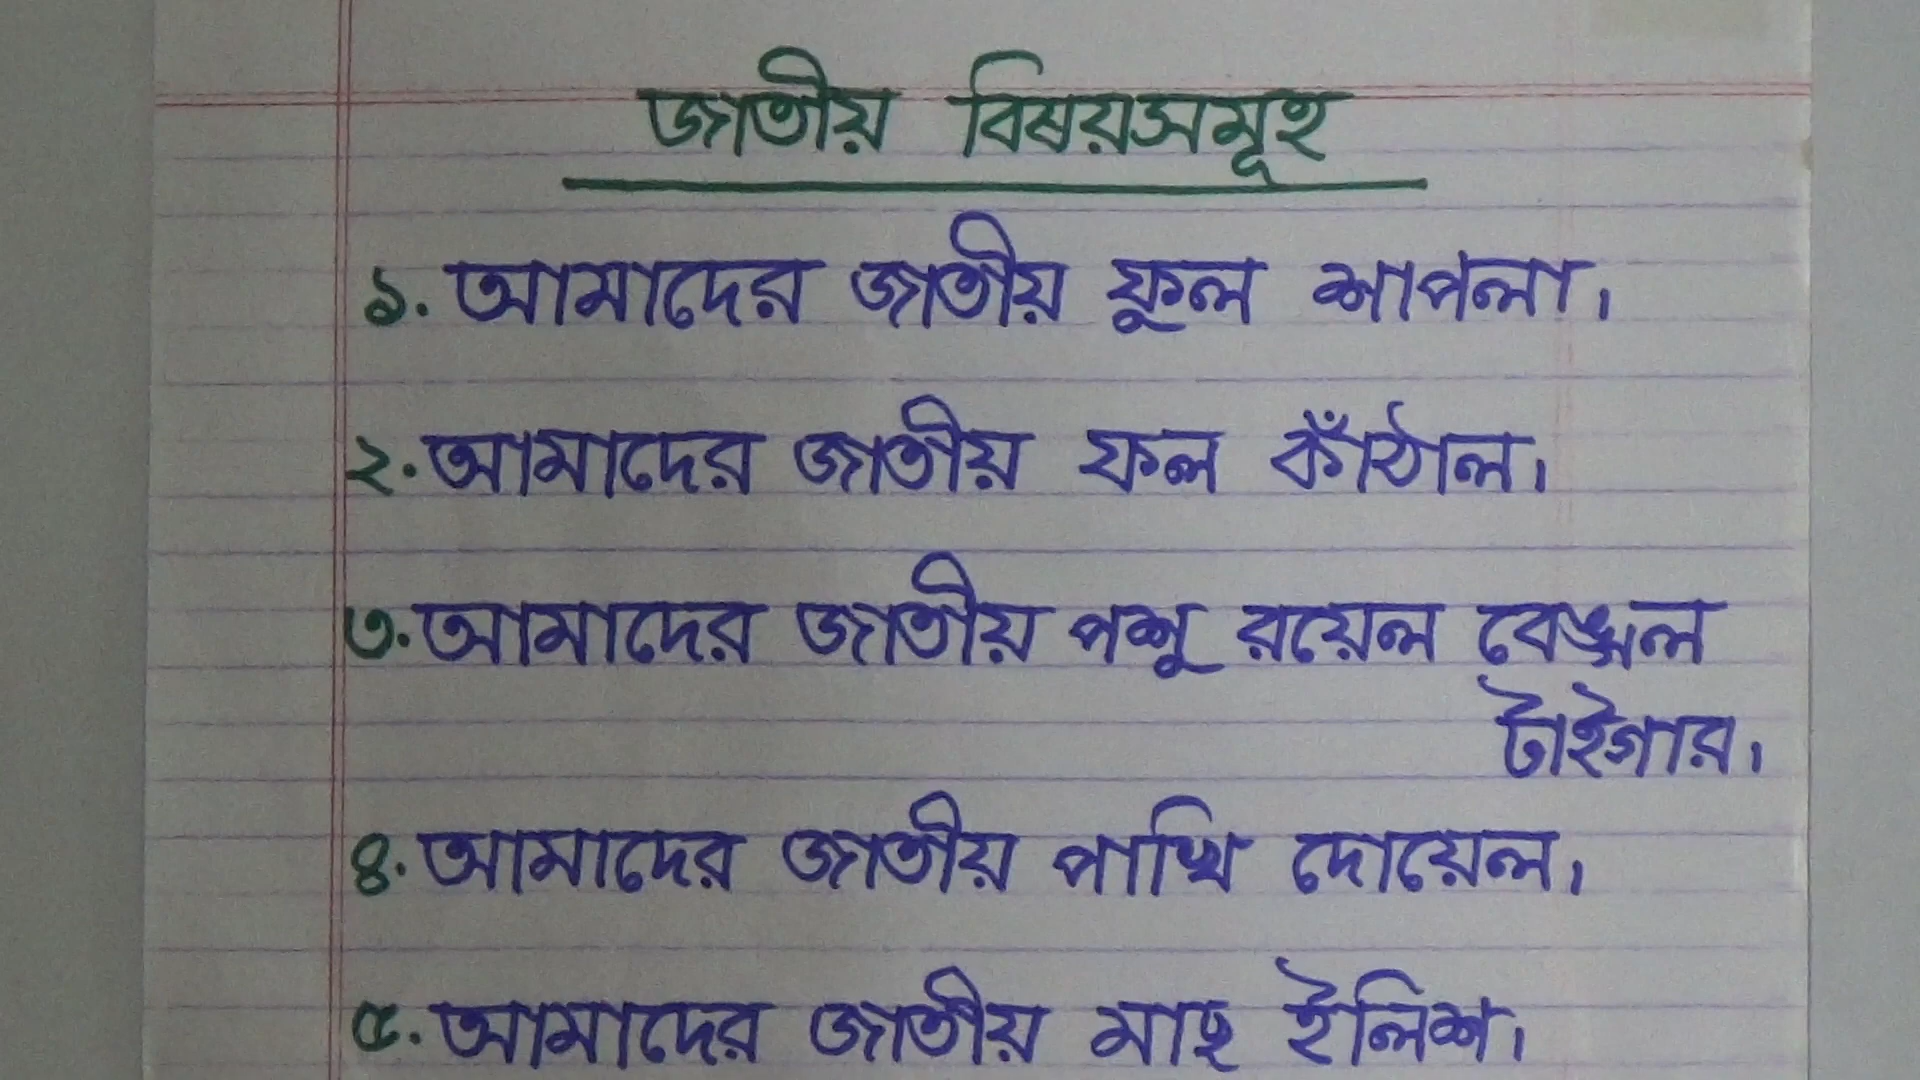 জাতীয় বিষয়সমূহ
১. আমাদের জাতীয় ফুল শাপলা।
২. আমাদের জাতীয় ফল কাঁঠাল।
৩. আমাদের জাতীয় পশু রয়েল বেঙ্গল
টাইগার।
৪. আমাদের জাতীয় পাখি দোয়েল।
৫. আমাদের জাতীয় মাছ ইলিশ।